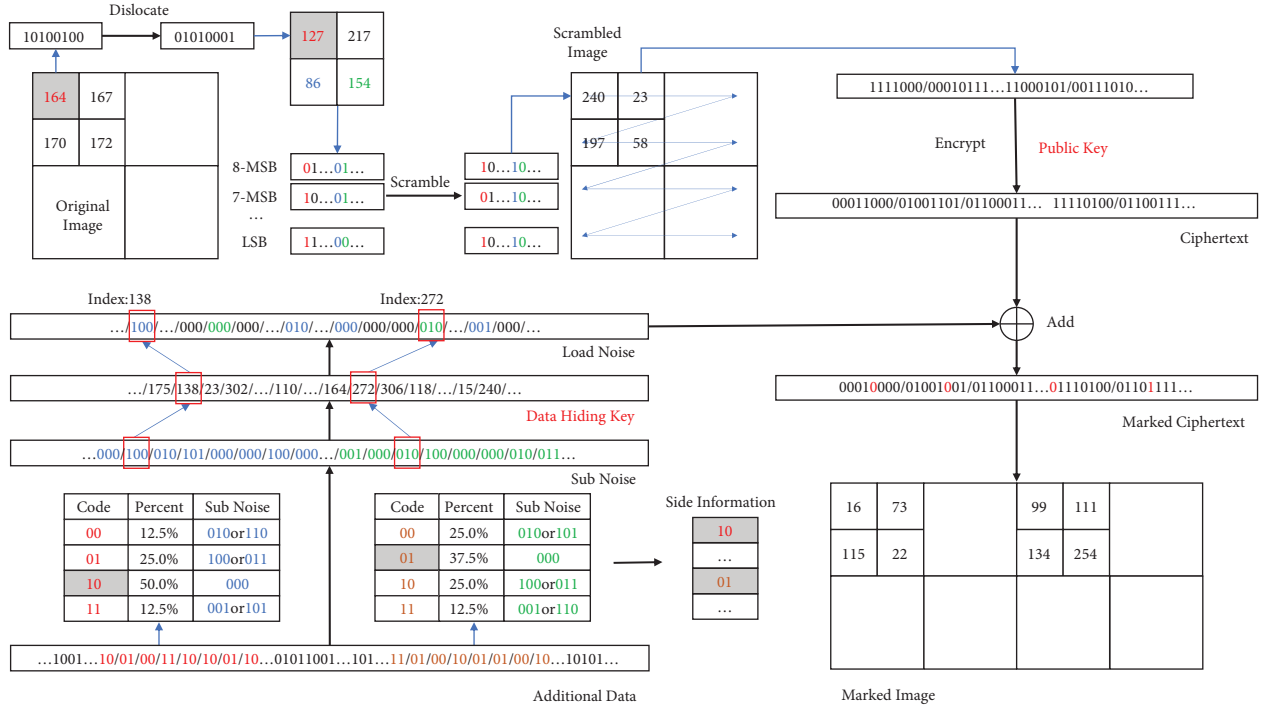 Dislocate
10100100
01010001
127 217
86 154
164 167
170 172
Original
Image
8-MSB 01…01…
7-MSB 10…01…
…
LSB 11…00…
Scramble
10…10…
01…10…
10…10…
Scrambled
Image
240 23
197 58
1111000/00010111…11000101/00111010…
Encrypt
Public Key
00011000/01001101/01100011… 11110100/01100111…
Ciphertext
Add
Index:138
Index:272
…/100/…/000/000/000/…/010/…/000/000/000/010/…/001/000/…
Load Noise
…/175/138/23/302/…/110/…/164/272/306/118/…/15/240/…
Data Hiding Key
…000/100/010/101/000/000/100/000…/001/000/010/100/000/000/010/011…
Sub Noise
Code Percent Sub Noise
00 12.5% 010or110
01 25.0% 100or011
10 50.0% 000
11 12.5% 001or101
Code Percent Sub Noise
00 25.0% 010or101
01 37.5% 000
10 25.0% 100or011
11 12.5% 001or110
Side Information
10
…
01
…
…1001…10/01/00/11/10/10/01/10…01011001…101…11/01/00/10/01/01/00/10…10101…
Additional Data
00010000/01001001/01100011…01110100/01101111…
Marked Ciphertext
16 73
115 22
99 111
134 254
Marked Image